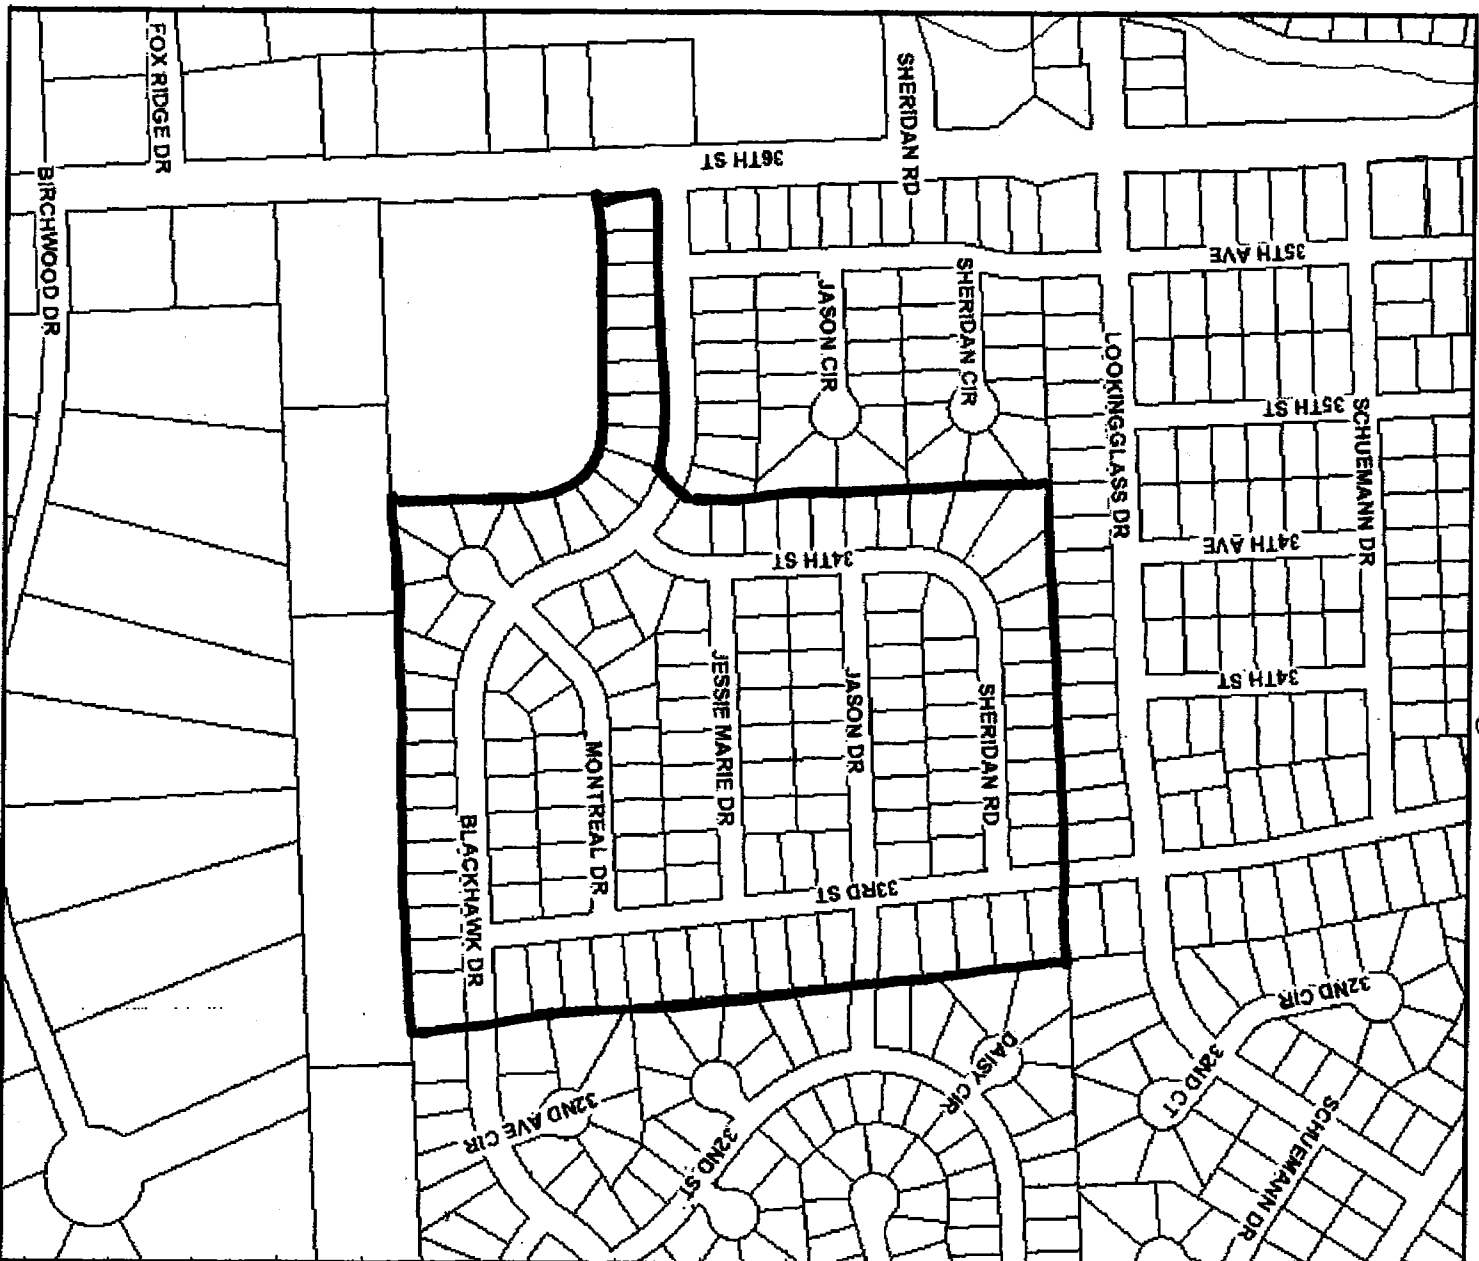 FOX RIDGE DR
SHERIDAN RD
36TH ST
BIRCHWOOD DR
35TH AVE
SHERIDAN CIR
JASON CIR
LOOKINGGLASS DR
35TH ST
SCHUEMANN DR
34TH AVE
34TH ST
34TH ST
JESSIE MARIE DR
JASON DR
SHERIDAN RD
MONTREAL DR
BLACKHAWK DR
33RD ST
32ND CIR
DAISY CIR
32ND CT
32ND AVE CIR
32ND ST
SCHUEMANN DR